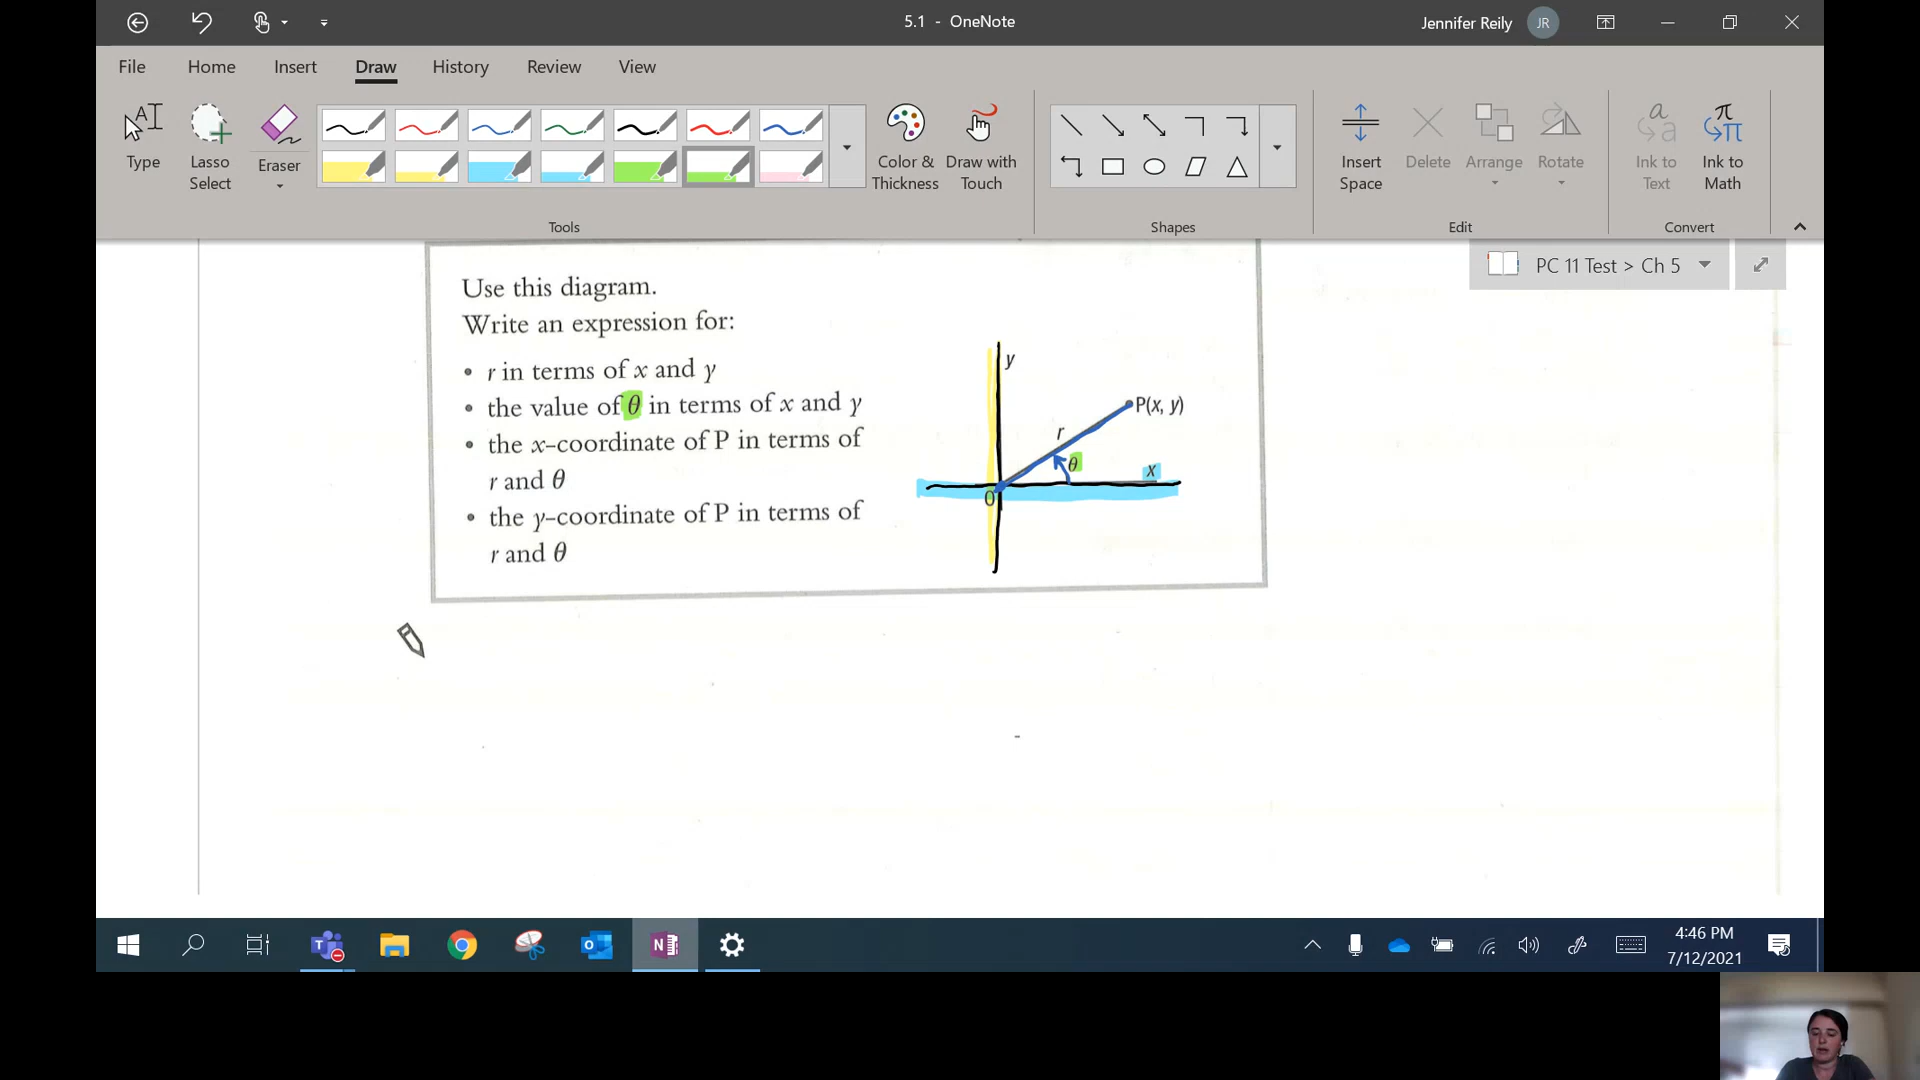 5.1 - OneNote
Jennifer Reily
JR
File Home Insert Draw History Review View
Type
Lasso Select
Eraser
Color & Thickness
Draw with Touch
Insert Space
Delete
Arrange
Rotate
Ink to Text
Ink to Math
Tools
Shapes
Edit
Convert
PC 11 Test > Ch 5
Use this diagram.
Write an expression for:
• r in terms of x and y
• the value of θ in terms of x and y
• the x-coordinate of P in terms of
r and θ
• the y-coordinate of P in terms of
r and θ
y
P(x, y)
r
θ
x
O
4:46 PM
7/12/2021